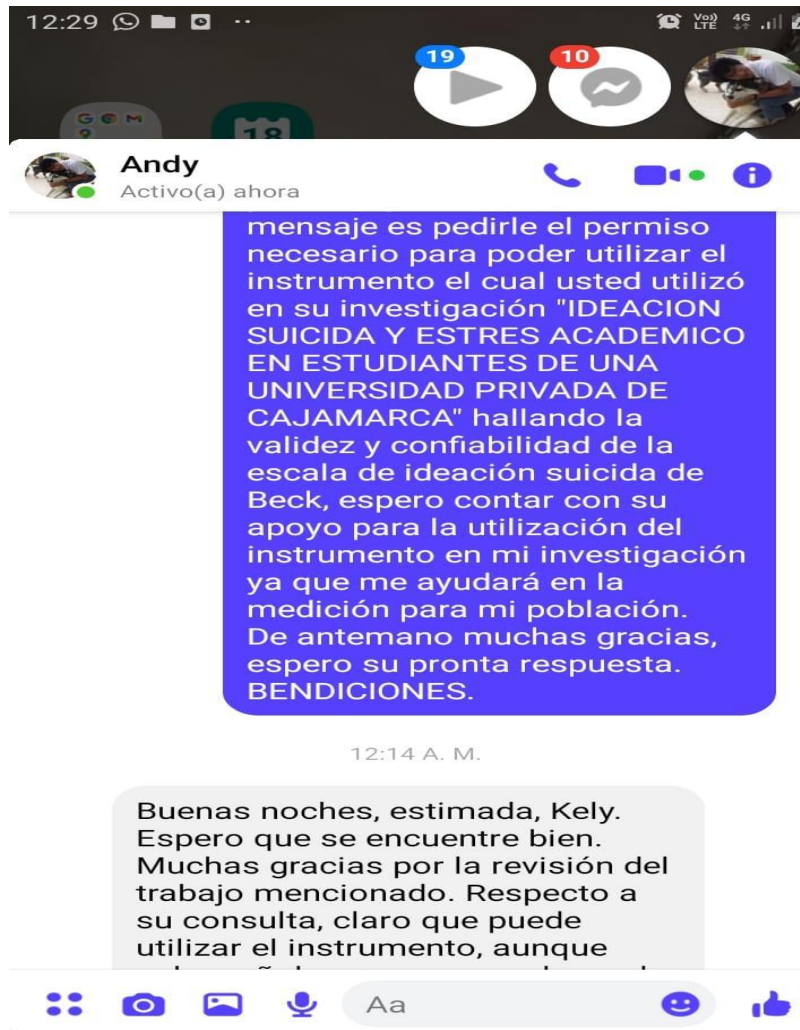 12:29
Vo))
LTE
4G
19
10
G M
18
Andy
Activo(a) ahora
mensaje es pedirle el permiso
necesario para poder utilizar el
instrumento el cual usted utilizó
en su investigación "IDEACION
SUICIDA Y ESTRES ACADEMICO
EN ESTUDIANTES DE UNA
UNIVERSIDAD PRIVADA DE
CAJAMARCA" hallando la
validez y confiabilidad de la
escala de ideación suicida de
Beck, espero contar con su
apoyo para la utilización del
instrumento en mi investigación
ya que me ayudará en la
medición para mi población.
De antemano muchas gracias,
espero su pronta respuesta.
BENDICIONES.
12:14 A. M.
Buenas noches, estimada, Kely.
Espero que se encuentre bien.
Muchas gracias por la revisión del
trabajo mencionado. Respecto a
su consulta, claro que puede
utilizar el instrumento, aunque
Aa